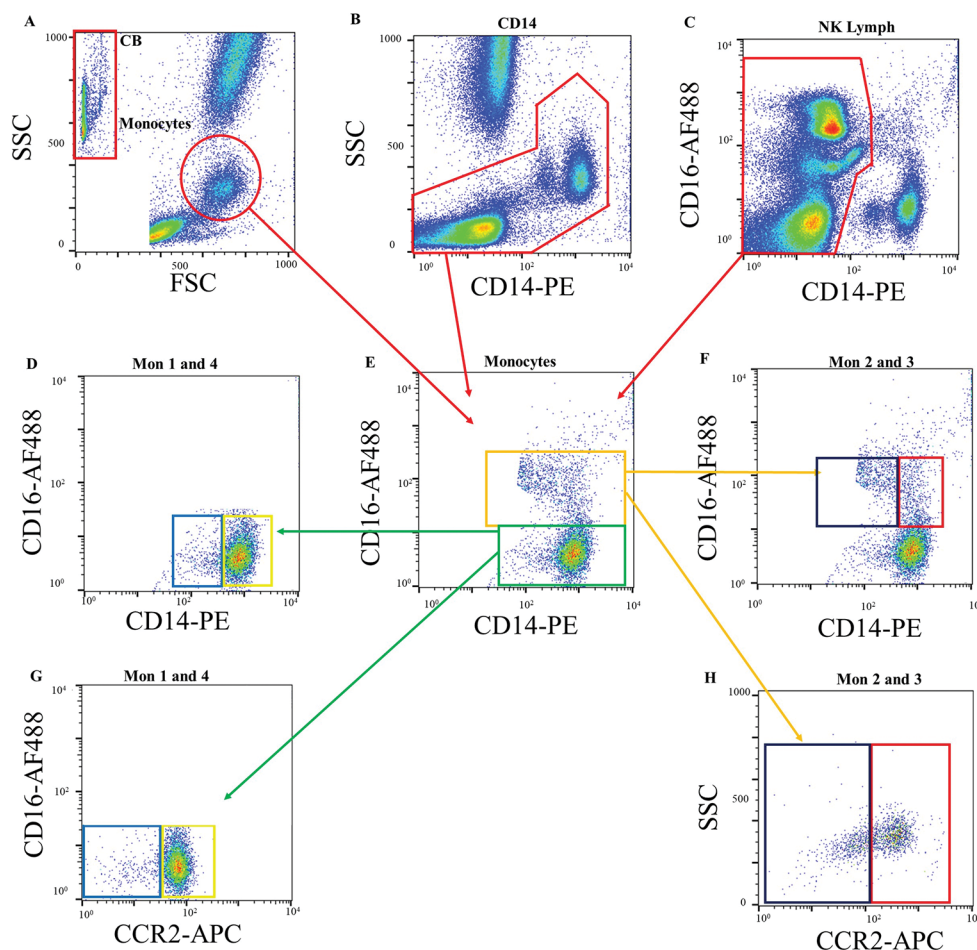 A
CB
Monocytes
1000
500
0
SSC
0
500
1000
FSC
B
CD14
1000
500
0
SSC
10⁰
10²
10⁴
CD14-PE
C
NK Lymph
10⁴
10²
10⁰
CD16-AF488
10⁰
10²
10⁴
CD14-PE
D
Mon 1 and 4
10⁴
10²
10⁰
CD16-AF488
10⁰
10²
10⁴
CD14-PE
E
Monocytes
10⁴
10²
10⁰
CD16-AF488
10⁰
10²
10⁴
CD14-PE
F
Mon 2 and 3
10⁴
10²
10⁰
CD16-AF488
10⁰
10²
CD14-PE
G
Mon 1 and 4
10⁴
10²
10⁰
CD16-AF488
10⁰
10²
10⁴
CCR2-APC
H
Mon 2 and 3
1000
500
0
SSC
10⁰
10²
CCR2-APC